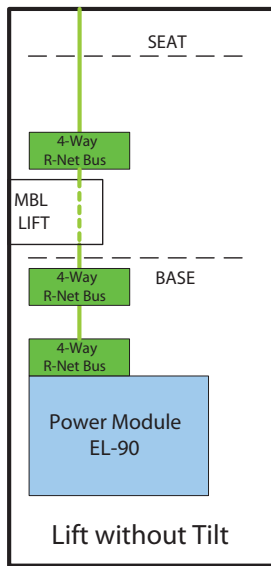 SEAT
4-Way
R-Net Bus
MBL
LIFT
4-Way
R-Net Bus
BASE
4-Way
R-Net Bus
Power Module
EL-90
Lift without Tilt